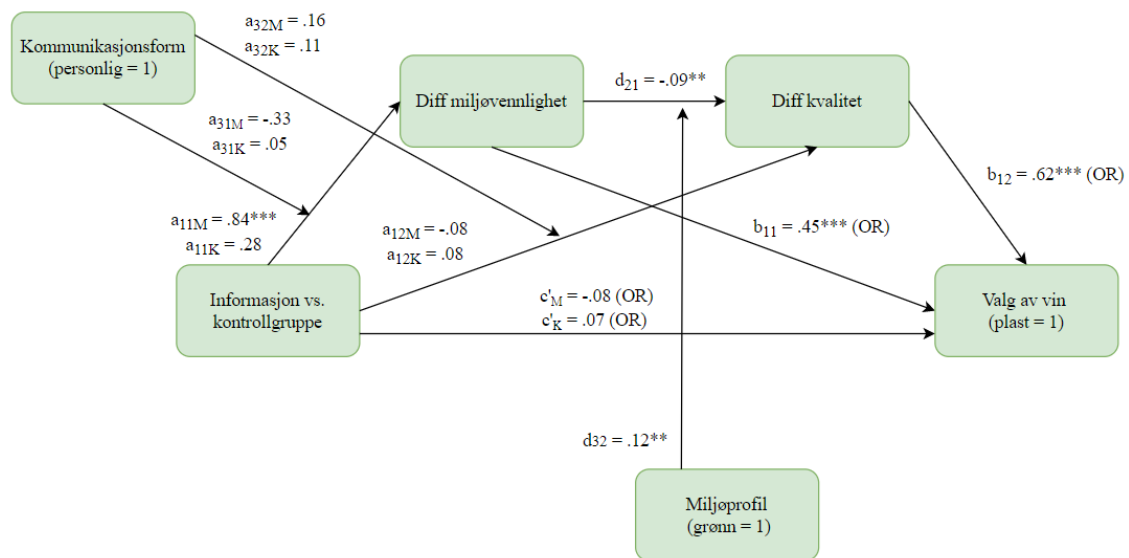 Kommunikasjonsform
(personlig = 1)
a32M = .16
a32K = .11
Diff miljøvennlighet
d21 = -.09**
Diff kvalitet
a31M = -.33
a31K = .05
b12 = .62*** (OR)
a11M = .84***
a11K = .28
a12M = -.08
a12K = .08
b11 = .45*** (OR)
Informasjon vs.
kontrollgruppe
c'M = -.08 (OR)
c'K = .07 (OR)
Valg av vin
(plast = 1)
d32 = .12**
Miljøprofil
(grønn = 1)